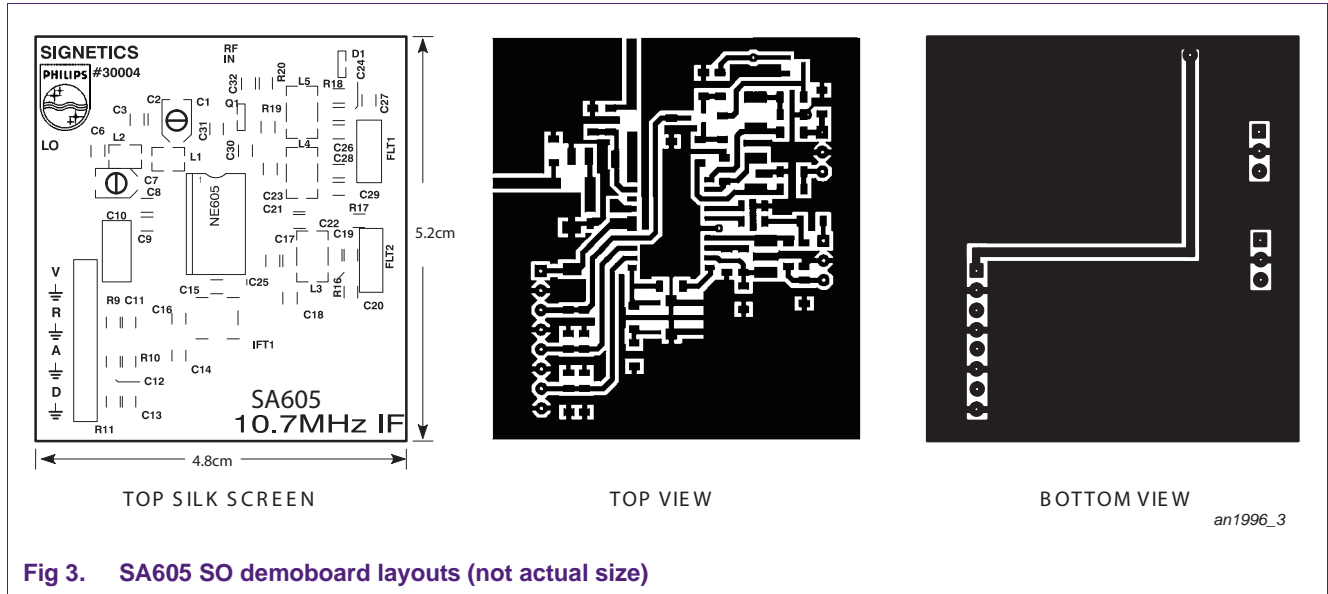 SIGNETICS
PHILIPS
#30004
RF
IN
D1
C32
R20
L5
R18
C24
C27
C2
C1
C3
Q1
R19
C31
C6
L2
LO
L1
C30
L4
C26
C28
FLT1
C7
C8
NE605
C23
C29
C21
R17
C10
C9
C22
C17
C19
FLT2
5.2cm
V
C15
C25
L3
R16
C20
R9
C11
R
C16
C18
IFT1
A
R10
C14
C12
D
C13
R11
SA605
10.7MHz IF
4.8cm
TOP SILK SCREEN
TOP VIEW
BOTTOM VIEW
an1996_3
Fig 3. SA605 SO demoboard layouts (not actual size)